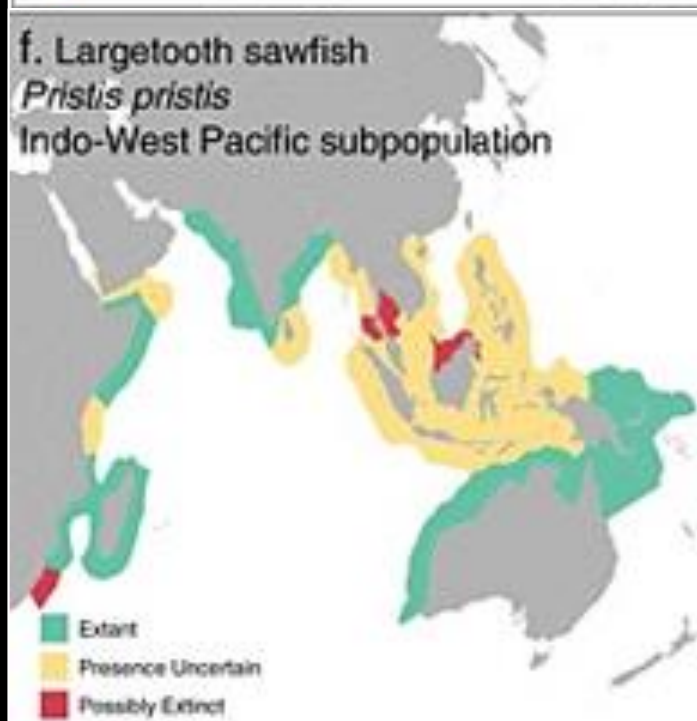 f. Largetooth sawfish
Pristis pristis
Indo-West Pacific subpopulation
Extant
Presence Uncertain
Possibly Extinct